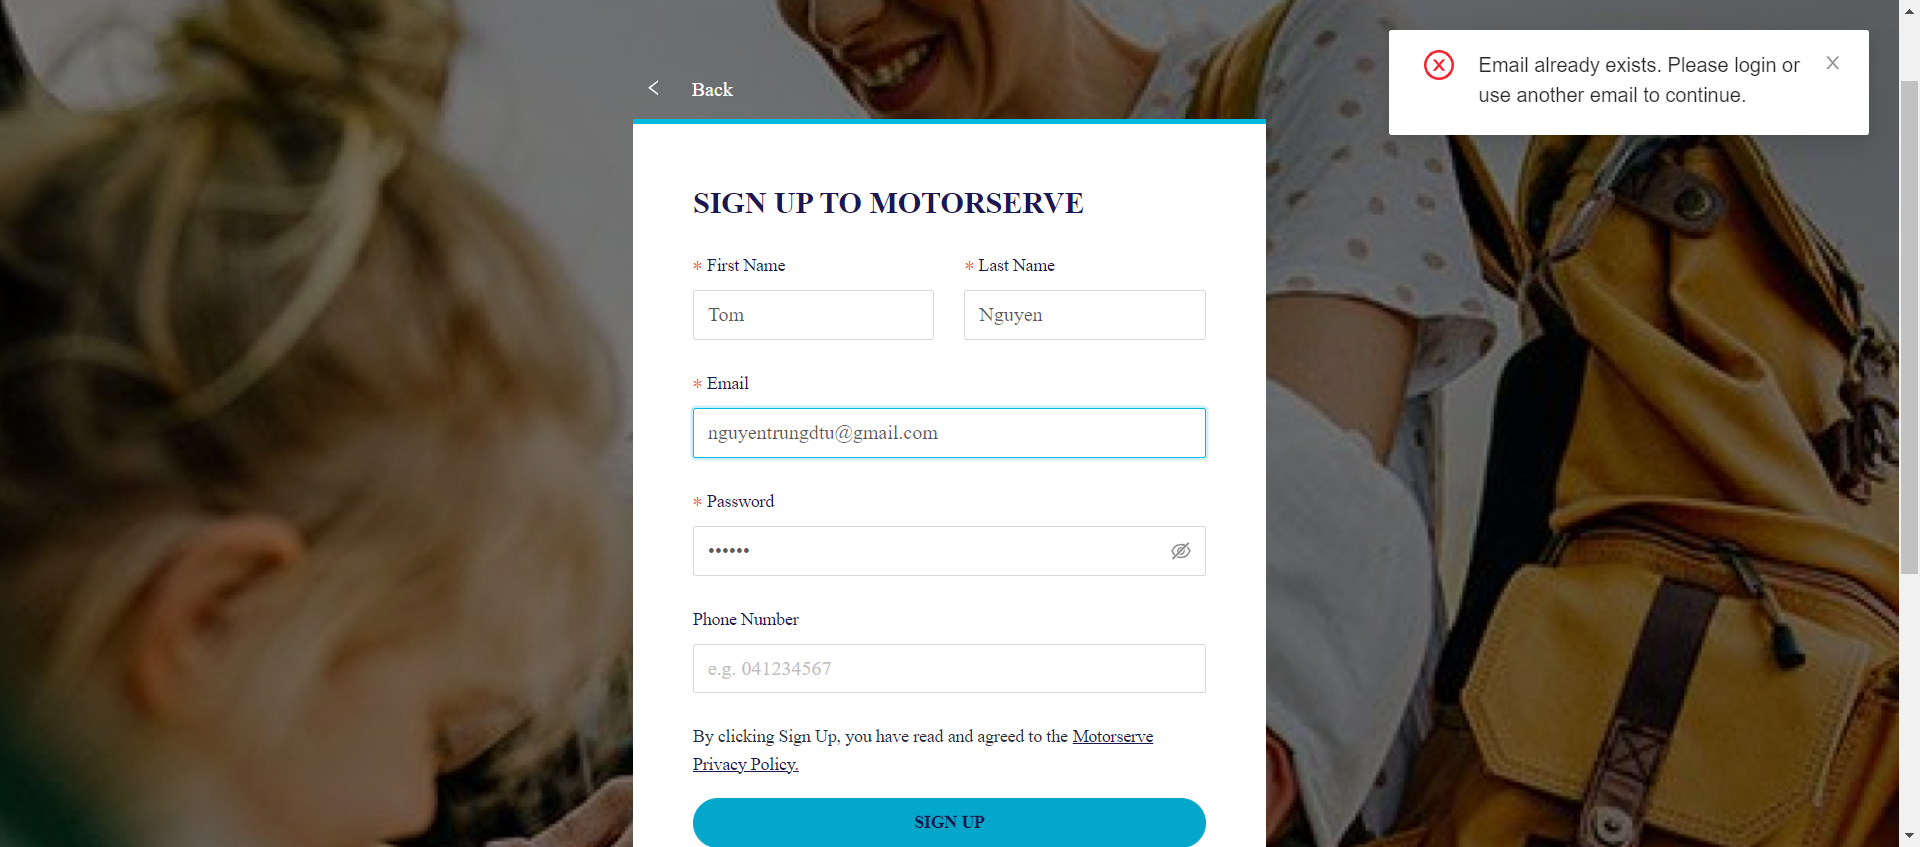 Back
Email already exists. Please login or
use another email to continue.
SIGN UP TO MOTORSERVE
* First Name
* Last Name
Tom
Nguyen
* Email
nguyentrungdtu@gmail.com
* Password
••••••
Phone Number
e.g. 041234567
By clicking Sign Up, you have read and agreed to the Motorserve
Privacy Policy.
SIGN UP